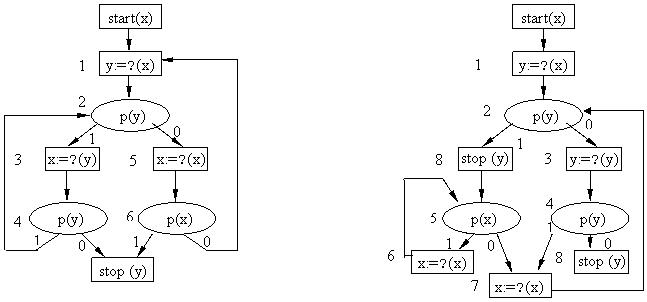 start(x)
1
y:=?(x)
2
p(y)
1
0
3
x:=?(y)
5
x:=?(x)
4
p(y)
6
p(x)
1
0
1
0
stop (y)
start(x)
1
y:=?(x)
2
p(y)
1
0
8
stop (y)
3
y:=?(y)
5
p(x)
4
p(y)
1
0
1
0
6
x:=?(x)
8
stop (y)
7
x:=?(x)